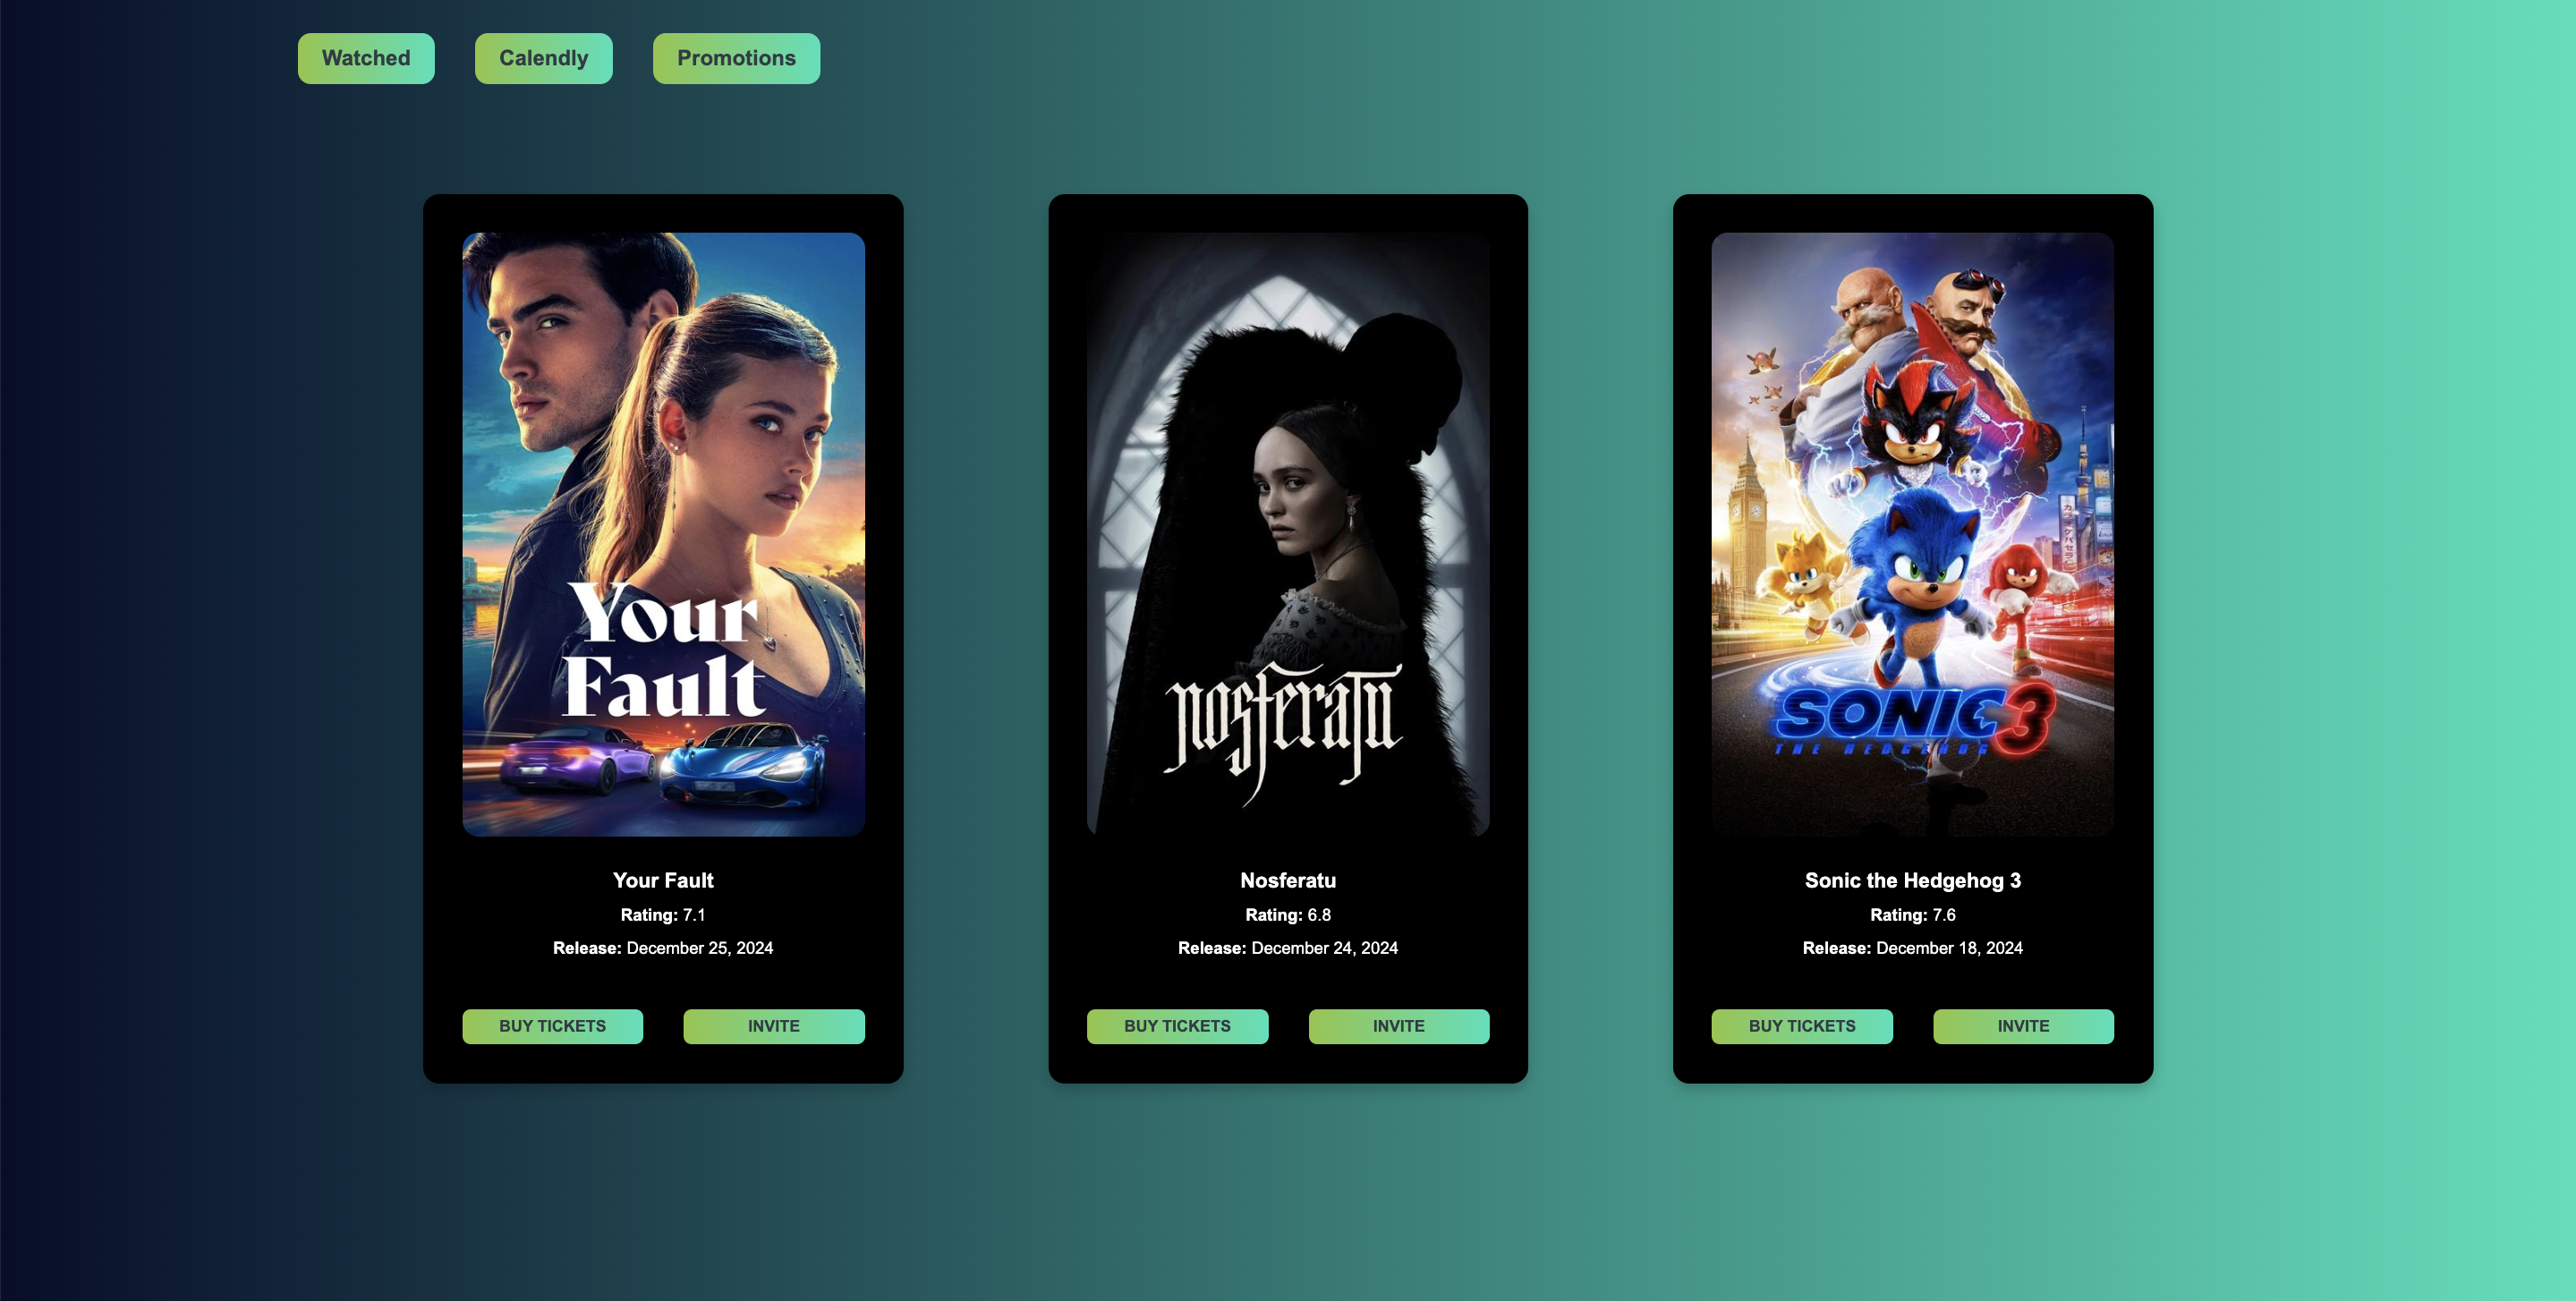 Watched
Calendly
Promotions
Your
Fault
Your Fault
Rating: 7.1
Release: December 25, 2024
BUY TICKETS
INVITE
nosferatu
Nosferatu
Rating: 6.8
Release: December 24, 2024
BUY TICKETS
INVITE
SONIC 3
THE HEDGEHOG
Sonic the Hedgehog 3
Rating: 7.6
Release: December 18, 2024
BUY TICKETS
INVITE